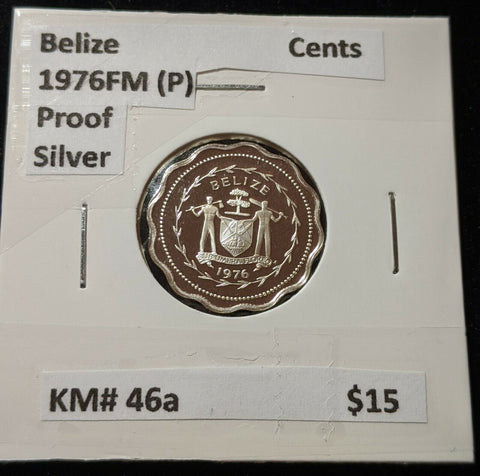 Belize Cents
1976FM (P)
Proof
Silver
BELIZE
1976
KM# 46a $15